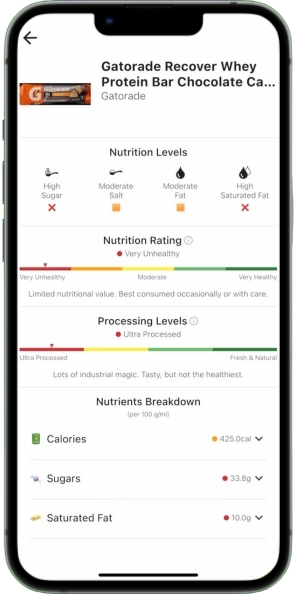 Gatorade Recover Whey
Protein Bar Chocolate Ca...
Gatorade
Nutrition Levels
High
Sugar
Moderate
Salt
Moderate
Fat
High
Saturated Fat
Nutrition Rating
Very Unhealthy
Very Unhealthy Moderate Very Healthy
Limited nutritional value. Best consumed occasionally or with care.
Processing Levels
Ultra Processed
Ultra Processed Fresh & Natural
Lots of industrial magic. Tasty, but not the healthiest.
Nutrients Breakdown
(per 100 g/ml)
Calories 425.0cal
Sugars 33.8g
Saturated Fat 10.0g